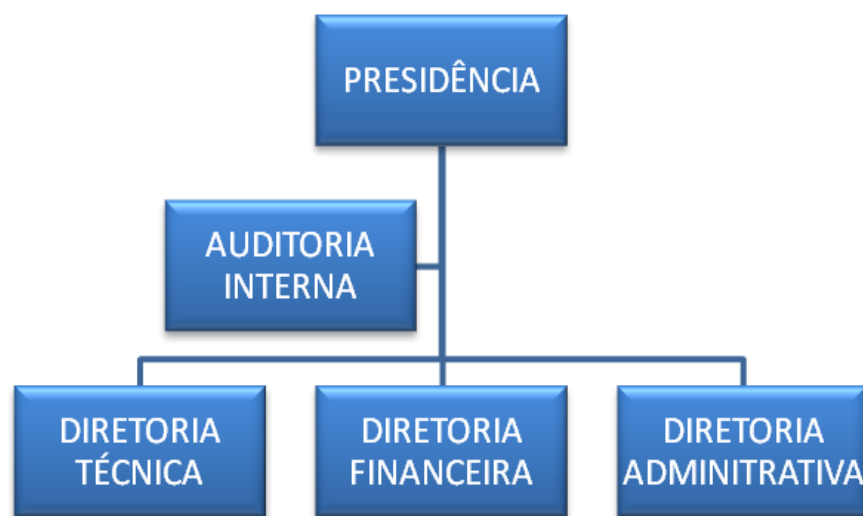 PRESIDÊNCIA
AUDITORIA
INTERNA
DIRETORIA
TÉCNICA
DIRETORIA
FINANCEIRA
DIRETORIA
ADMINITRATIVA